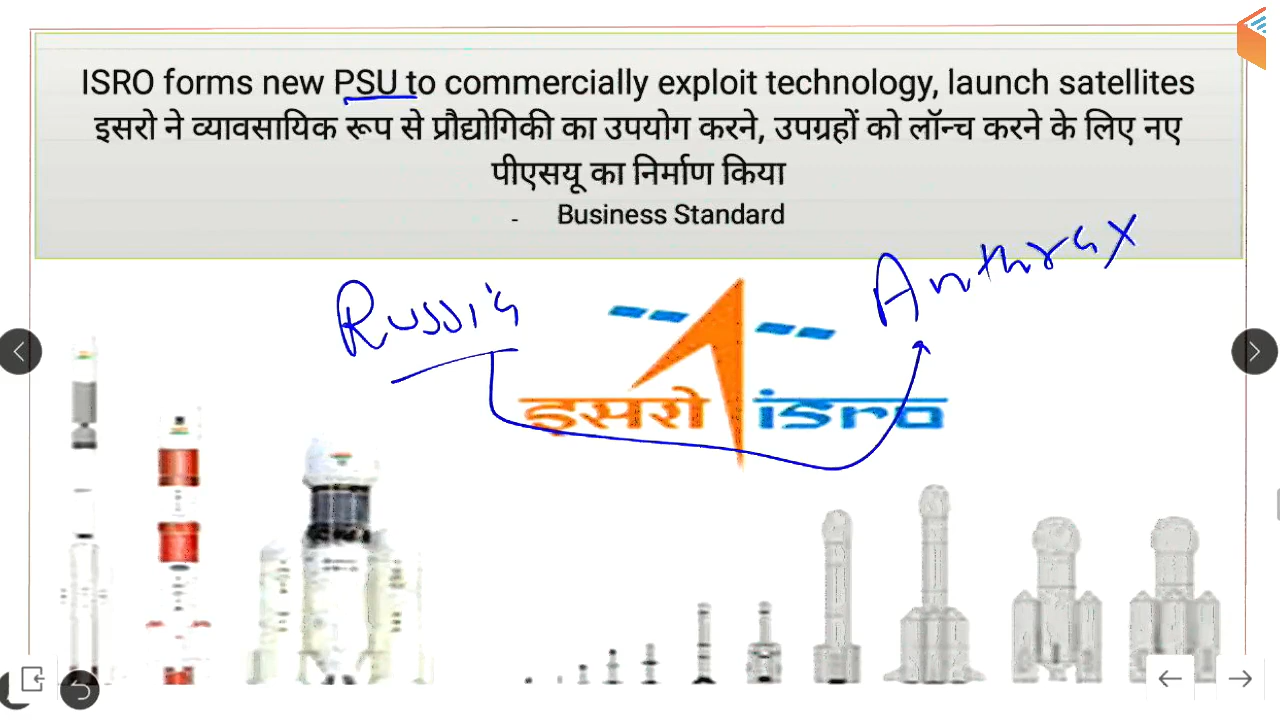 ISRO forms new PSU to commercially exploit technology, launch satellites
इसरो ने व्यावसायिक रूप से प्रौद्योगिकी का उपयोग करने, उपग्रहों को लॉन्च करने के लिए नए
पीएसयू का निर्माण किया
- Business Standard
Anthrax
Russia
इसरो isro